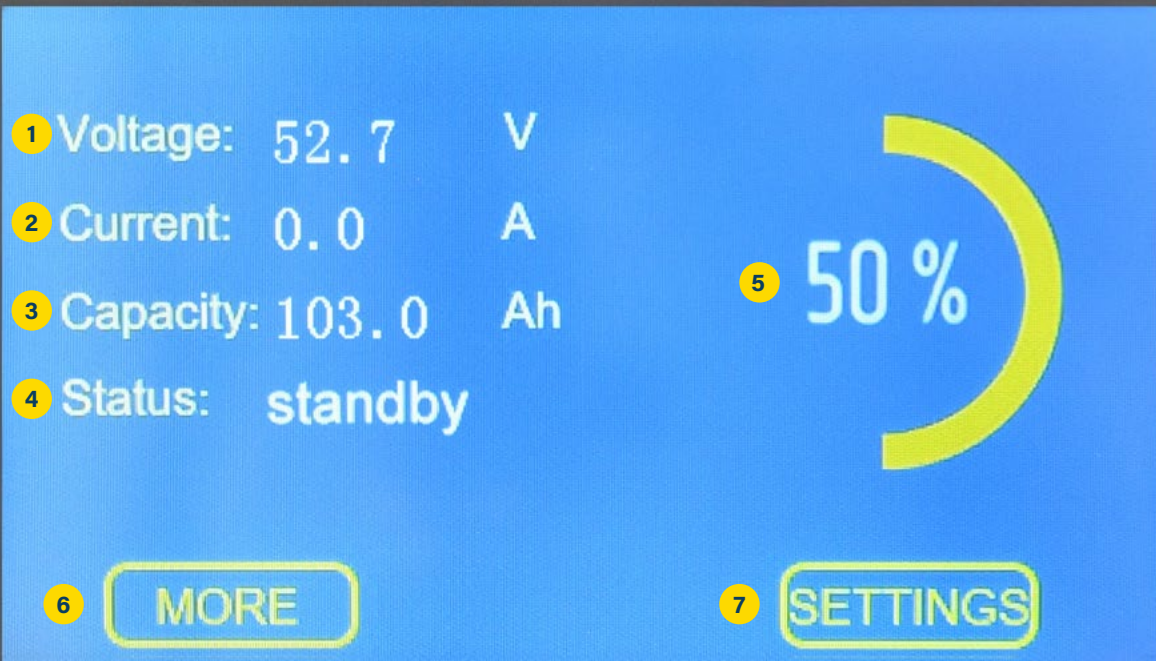 1 Voltage: 52.7 V
2 Current: 0.0 A
3 Capacity: 103.0 Ah
4 Status: standby
5 50 %
6 MORE
7 SETTINGS